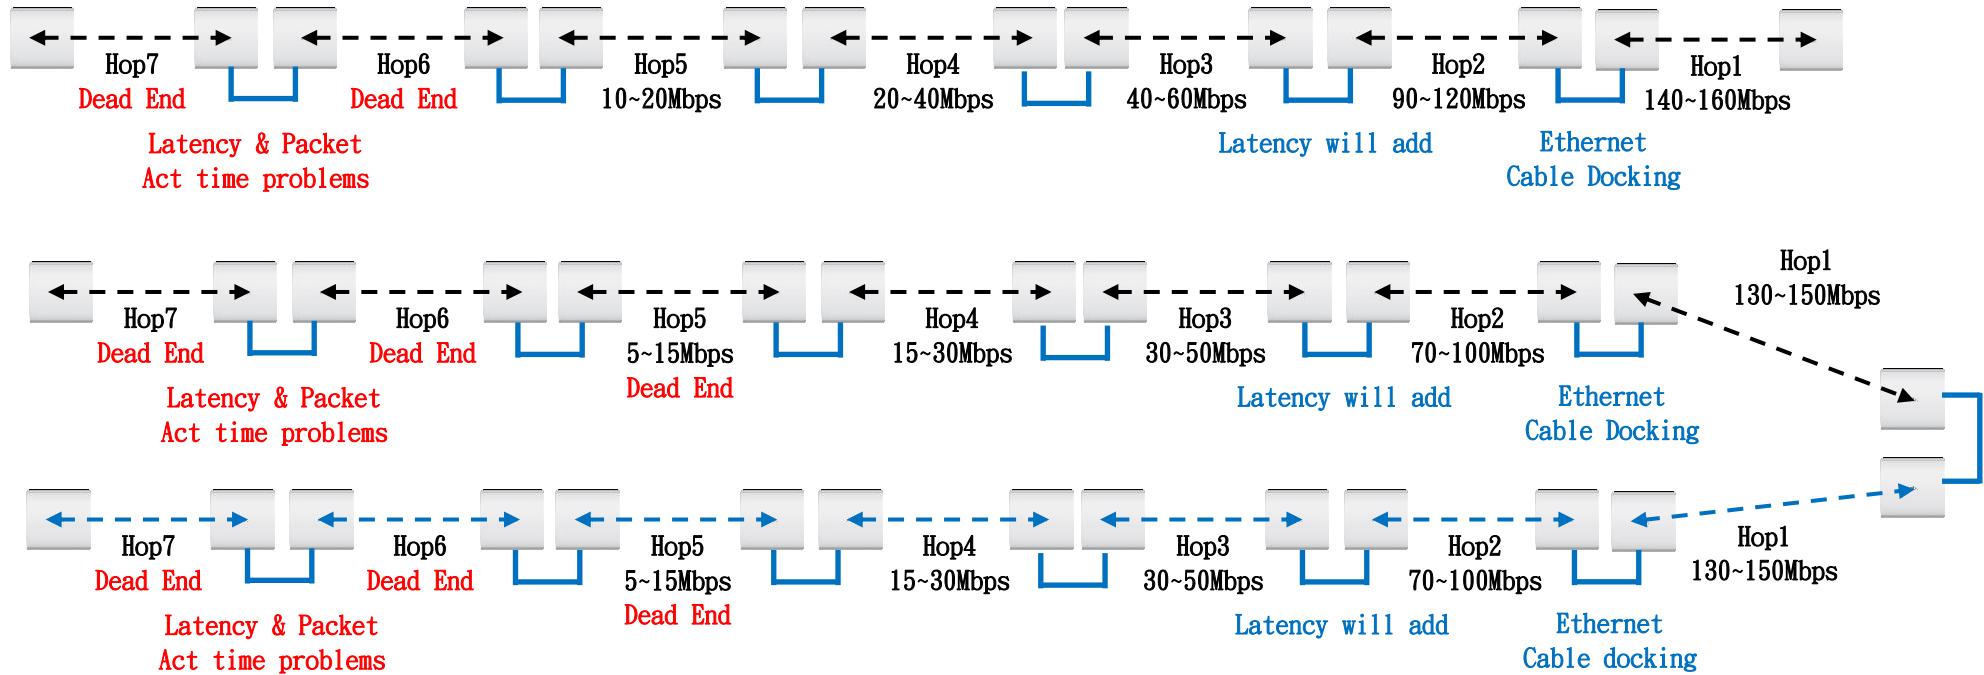 Hop7
Dead End
Hop6
Dead End
Hop5
10~20Mbps
Hop4
20~40Mbps
Hop3
40~60Mbps
Hop2
90~120Mbps
Hop1
140~160Mbps
Latency & Packet
Act time problems
Latency will add
Ethernet
Cable Docking
Hop7
Dead End
Hop6
Dead End
Hop5
5~15Mbps
Dead End
Hop4
15~30Mbps
Hop3
30~50Mbps
Hop2
70~100Mbps
Hop1
130~150Mbps
Latency & Packet
Act time problems
Latency will add
Ethernet
Cable Docking
Hop7
Dead End
Hop6
Dead End
Hop5
5~15Mbps
Dead End
Hop4
15~30Mbps
Hop3
30~50Mbps
Hop2
70~100Mbps
Hop1
130~150Mbps
Latency & Packet
Act time problems
Latency will add
Ethernet
Cable docking